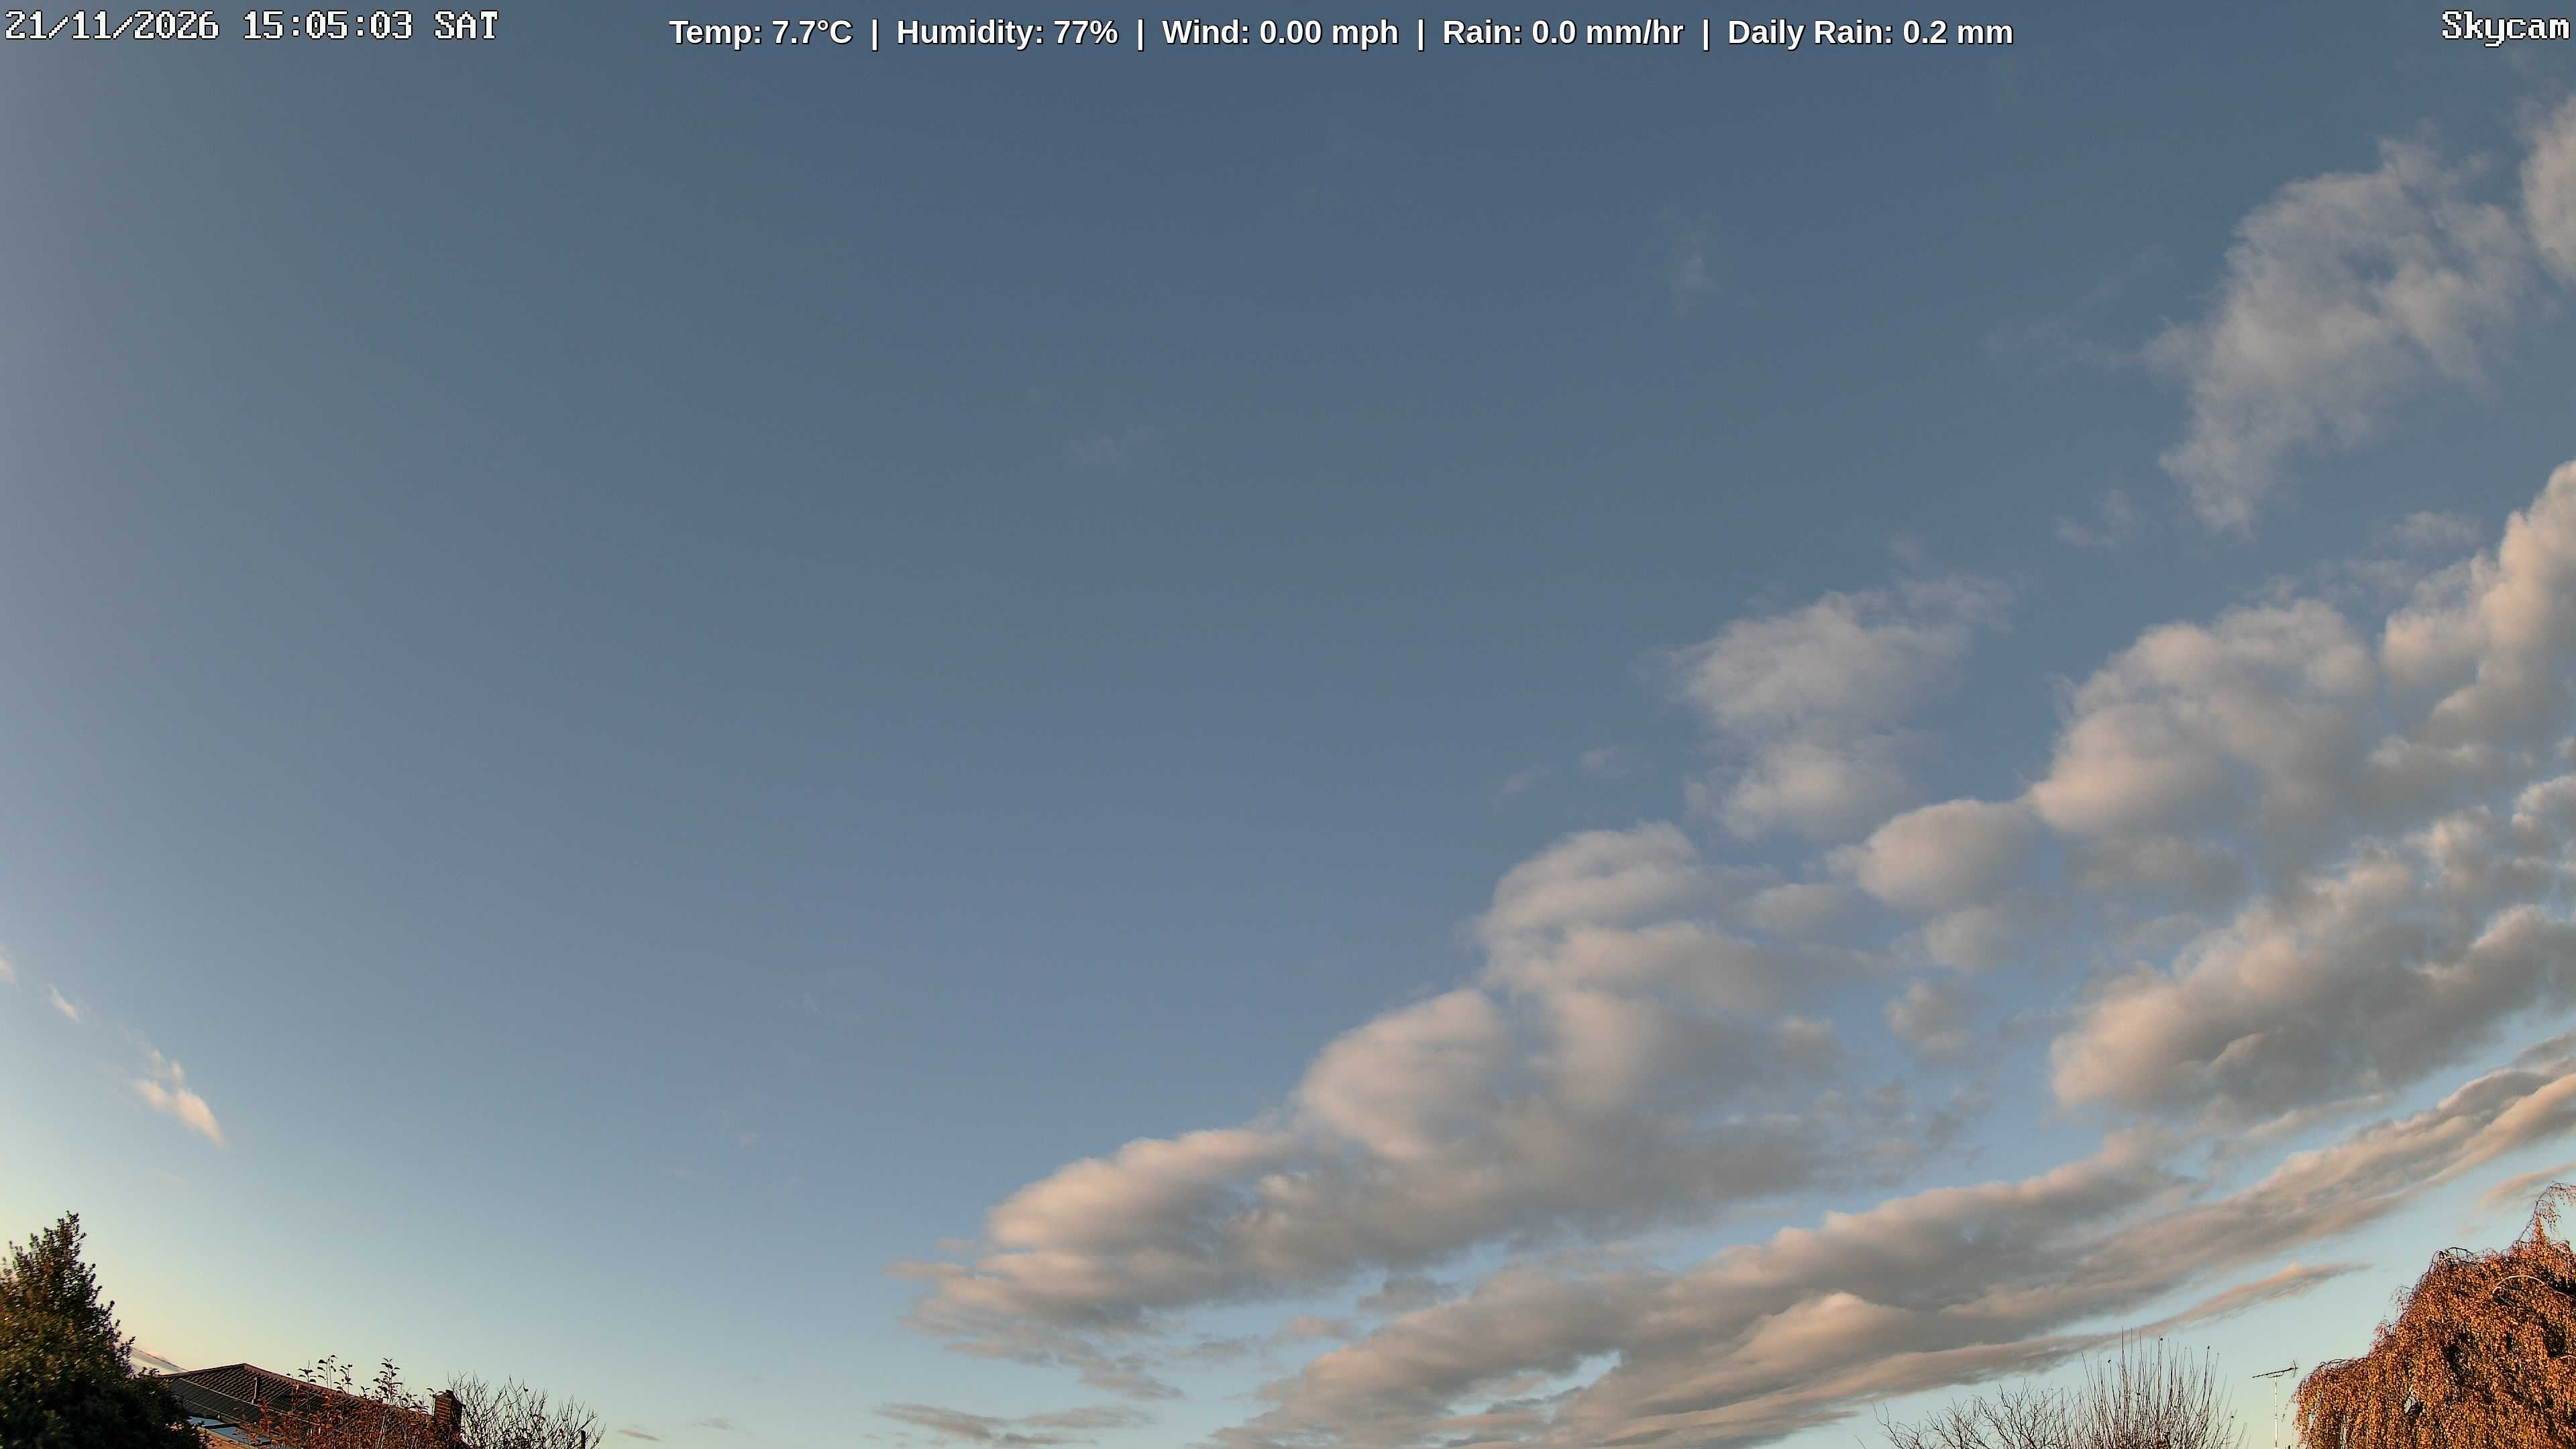 21/11/2026 15:05:03 SAT
Temp: 7.7°C | Humidity: 77% | Wind: 0.00 mph | Rain: 0.0 mm/hr | Daily Rain: 0.2 mm
Skycam